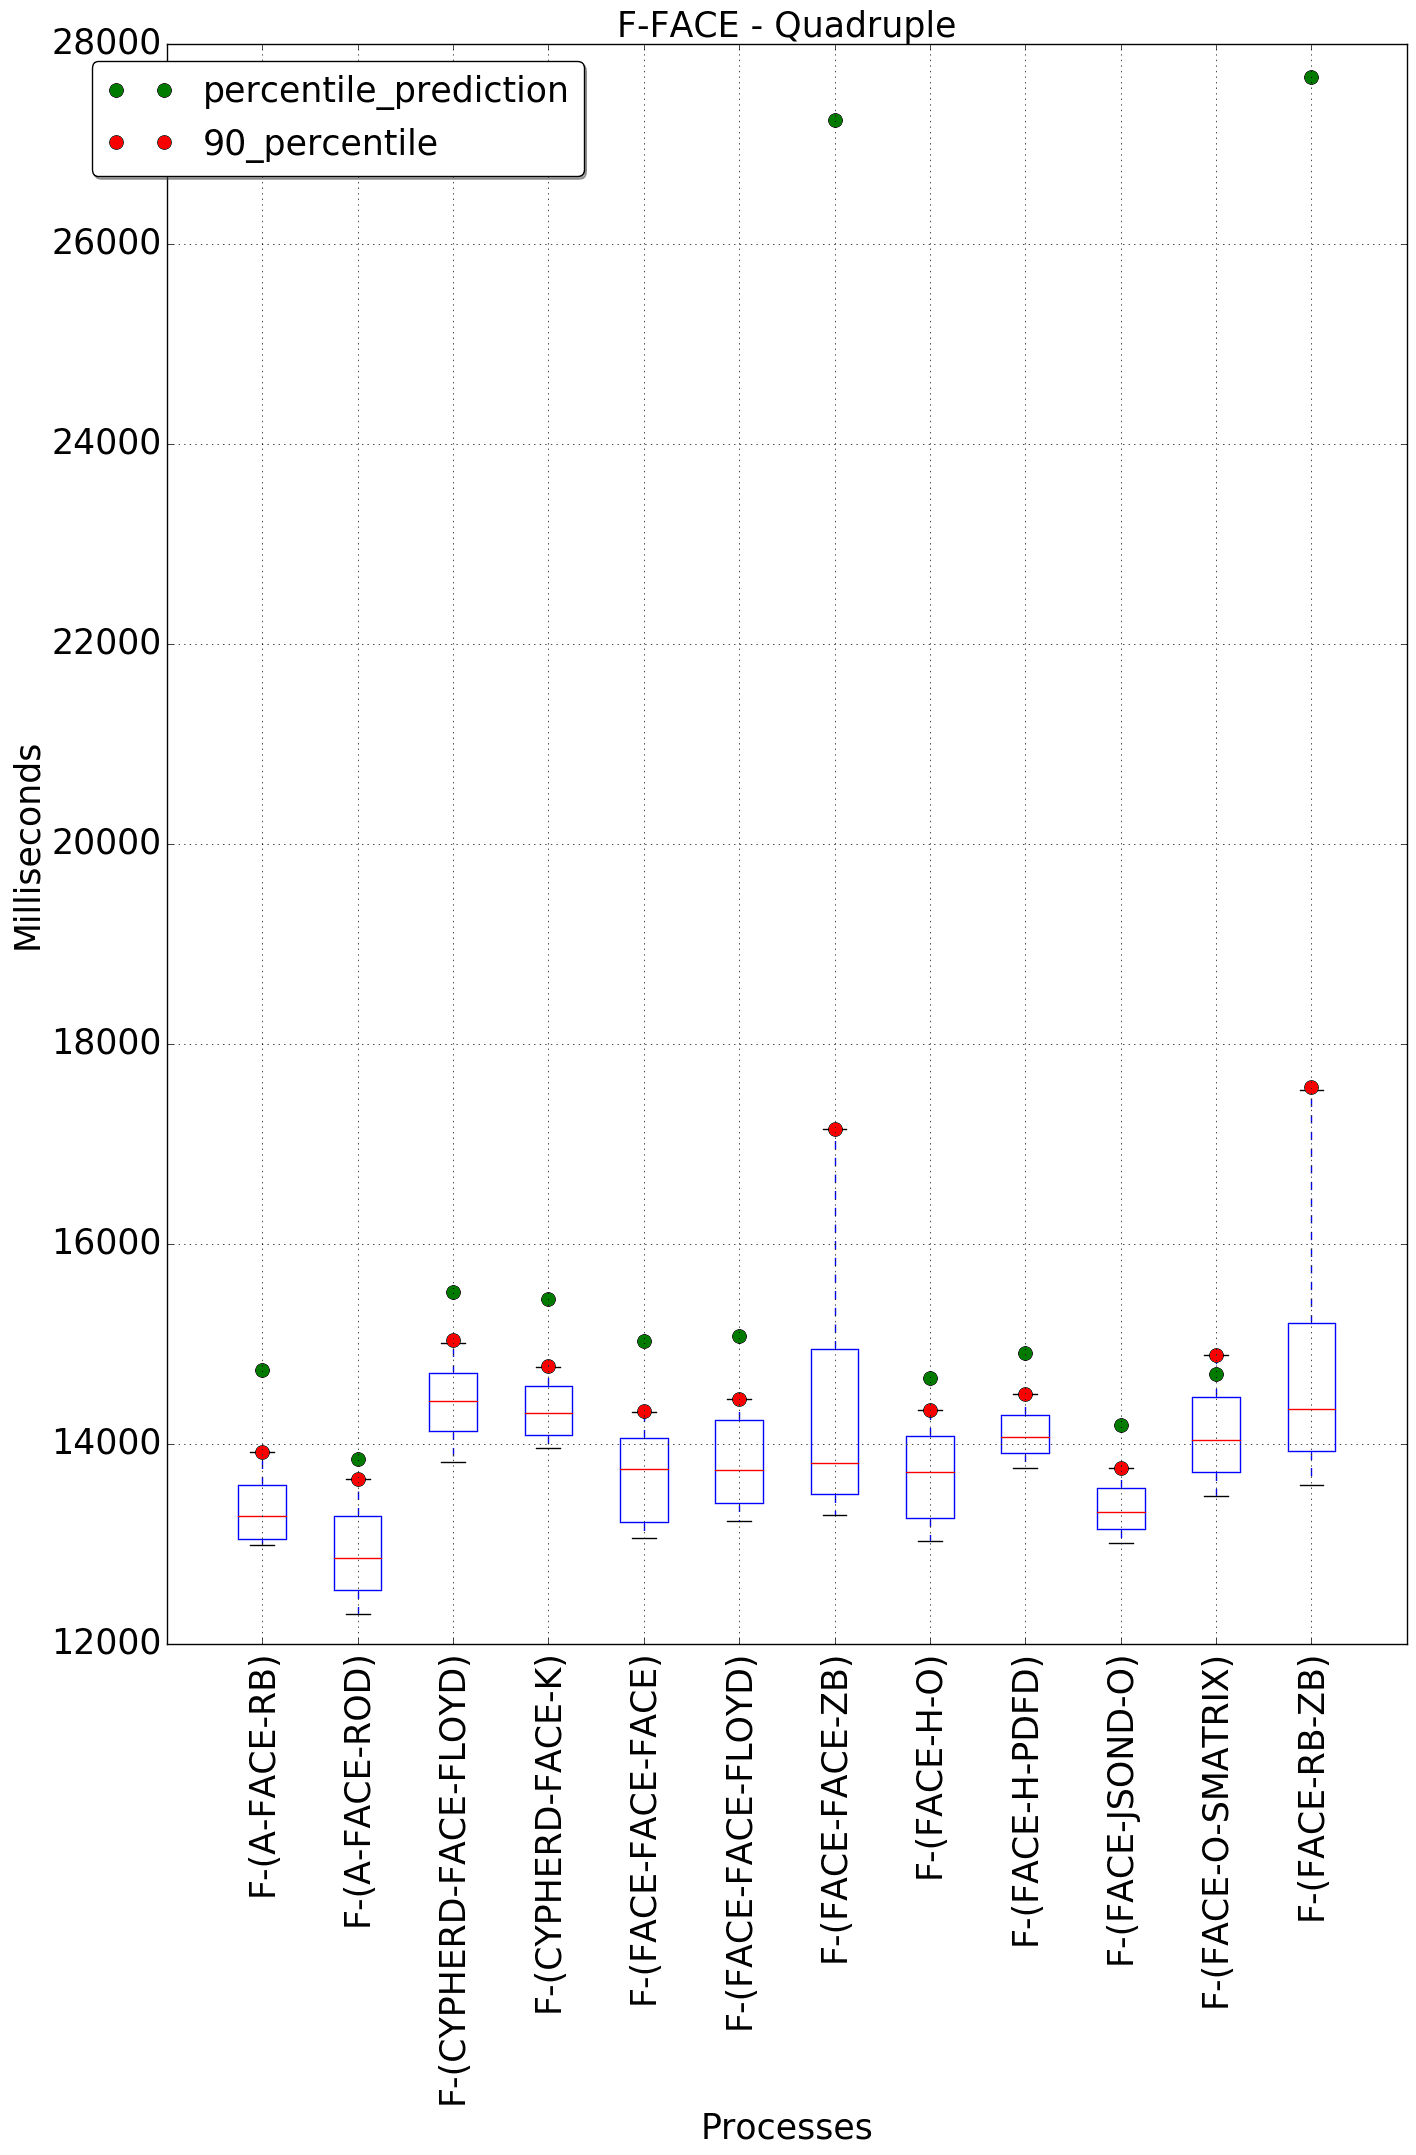 F-FACE - Quadruple
percentile_prediction
90_percentile
28000
26000
24000
22000
20000
18000
16000
14000
12000
Milliseconds
F-(A-FACE-RB)
F-(A-FACE-ROD)
F-(CYPHERD-FACE-FLOYD)
F-(CYPHERD-FACE-K)
F-(FACE-FACE-FACE)
F-(FACE-FACE-FLOYD)
F-(FACE-FACE-ZB)
F-(FACE-H-O)
F-(FACE-H-PDFD)
F-(FACE-JSOND-O)
F-(FACE-O-SMATRIX)
F-(FACE-RB-ZB)
Processes